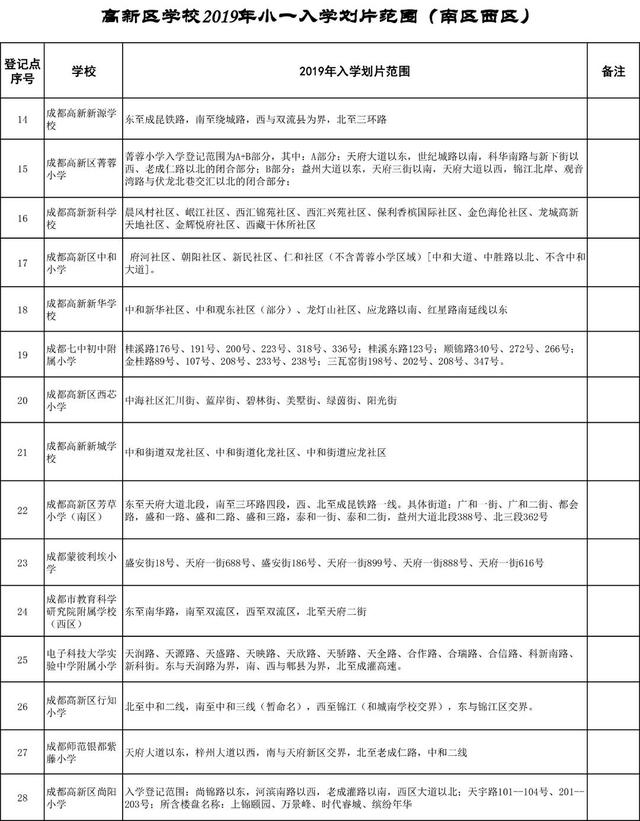 高新区学校2019年小一入学划片范围（南区西区）
登记点
序号
学校
2019年入学划片范围
备注
14
成都高新新源学
校
东至成昆铁路，南至绕城路，西与双流县为界，北至三环路
15
成都高新区菁蓉
小学
菁蓉小学入学登记范围为A+B部分，其中：A部分：天府大道以东，世纪城路以南，科华南路与新下街以
西、老成仁路以北的闭合部分；B部分：益州大道以东，天府三街以南，天府大道以西，锦江北岸、观音
湾路与伏龙北巷交汇以北的闭合部分；
16
成都高新新科学
校
晨风村社区、岷江社区、西汇锦苑社区、西汇兴苑社区、保利香槟国际社区、金色海伦社区、龙城高新
天地社区、金辉悦府社区、西藏干休所社区
17
成都高新区中和
小学
府河社区、朝阳社区、新民社区、仁和社区（不含菁蓉小学区域）[中和大道、中胜路以北、不含中和
大道]。
18
成都高新新华学
校
中和新华社区、中和观东社区（部分）、龙灯山社区、应龙路以南、红星路南延线以东
19
成都七中初中附
属小学
桂溪路176号、191号、200号、223号、318号、336号；桂溪东路123号；顺锦路340号、272号、266号；
金桂路89号、107号、208号、233号、238号；三瓦窑街198号、202号、208号、347号。
20
成都高新区西芯
小学
中海社区汇川街、蓝岸街、碧林街、美墅街、绿茵街、阳光街
21
成都高新新城学
校
中和街道双龙社区、中和街道化龙社区、中和街道应龙社区
22
成都高新区芳草
小学（南区）
东至天府大道北段，南至三环路四段，西、北至成昆铁路一线。具体街道：广和一街、广和二街、都会
路，盛和一路、盛和二路、盛和三路，泰和一街、泰和二街，益州大道北段388号、北三段362号
23
成都蒙彼利埃小
学
盛安街18号、天府一街688号、盛安街186号、天府一街899号、天府一街888号、天府一街616号
24
成都市教育科学
研究院附属学校
（西区）
东至南华路，南至双流区，西至双流区，北至天府二街
25
电子科技大学实
验中学附属小学
天润路、天源路、天盛路、天映路、天欣路、天骄路、天全路、合作路、合瑞路、合信路、科新南路、
新科街。东与天润路为界，南、西与郫县为界，北至成灌高速。
26
成都高新区行知
小学
北至中和二线，南至中和三线（暂命名），西至锦江（和城南学校交界），东与锦江区交界。
27
成都师范银都紫
藤小学
天府大道以东，梓州大道以西，南与天府新区交界，北至老成仁路，中和二线
28
成都高新区尚阳
小学
入学登记范围：尚锦路以东，河滨南路以西，老成灌路以南，西区大道以北；天宇路101--104号、201--
203号；所含楼盘名称：上锦颐园、万景峰、时代睿城、缤纷年华